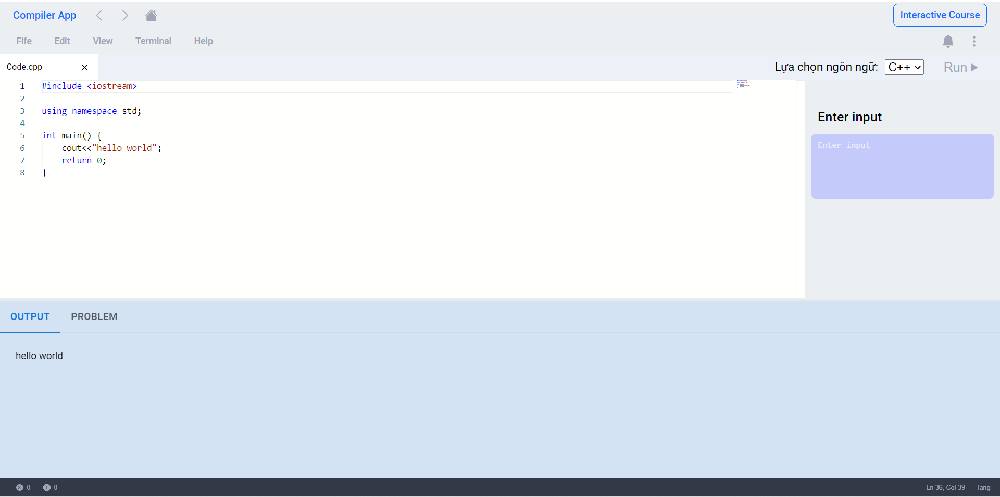 Compiler App
Interactive Course
Fife Edit View Terminal Help
Code.cpp
Lựa chọn ngôn ngữ: C++ Run
1 #include <iostream>
2
3 using namespace std;
4
5 int main() {
6 cout<<"hello world";
7 return 0;
8 }
Enter input
Enter input
OUTPUT PROBLEM
hello world
0 0
Ln 36, Col 39 lang